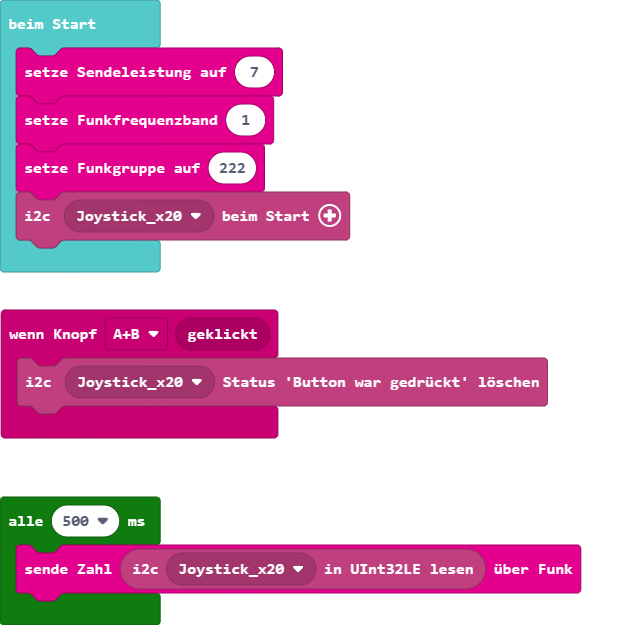 beim Start
setze Sendeleistung auf 7
setze Funkfrequenzband 1
setze Funkgruppe auf 222
i2c Joystick_x20 beim Start
wenn Knopf A+B geklickt
i2c Joystick_x20 Status 'Button war gedrückt' löschen
alle 500 ms
sende Zahl i2c Joystick_x20 in UInt32LE lesen über Funk